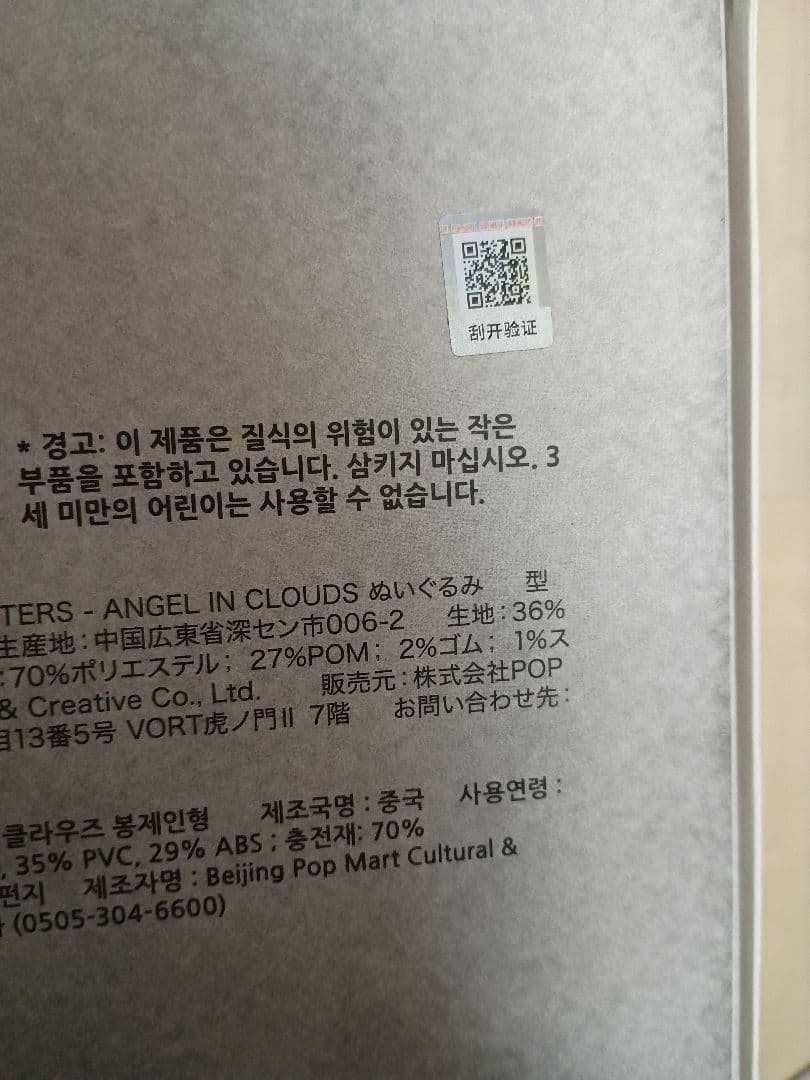 刮开验证
* 경고: 이 제품은 질식의 위험이 있는 작은
부품을 포함하고 있습니다. 삼키지 마십시오. 3
세 미만의 어린이는 사용할 수 없습니다.
TERS - ANGEL IN CLOUDS ぬいぐるみ 型
生産地:中国広東省深セン市006-2 生地:36%
:70%ポリエステル; 27%POM; 2%ゴム; 1%ス
& Creative Co., Ltd. 販売元:株式会社POP
目13番5号 VORT虎ノ門II 7階 お問い合わせ先:
클라우즈 봉제인형 제조국명 : 중국 사용연령 :
, 35% PVC, 29% ABS ; 충전재: 70%
편지 제조자명 : Beijing Pop Mart Cultural &
(0505-304-6600)